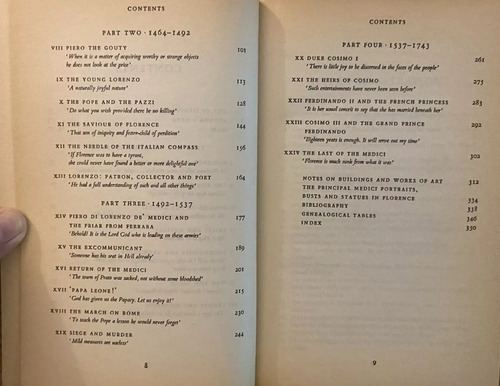 CONTENTS
PART TWO · 1464–1492
VIII PIERO THE GOUTY 103
'When it is a matter of acquiring worthy or strange objects
he does not look at the price'
IX THE YOUNG LORENZO 113
'A naturally joyful nature'
X THE POPE AND THE PAZZI 128
'Do what you wish provided there be no killing'
XI THE SAVIOUR OF FLORENCE 144
'That son of iniquity and foster-child of perdition'
XII THE NEEDLE OF THE ITALIAN COMPASS 156
'If Florence was to have a tyrant,
she could never have found a better or more delightful one'
XIII LORENZO: PATRON, COLLECTOR AND POET 164
'He had a full understanding of such and all other things'
PART THREE · 1492–1537
XIV PIERO DI LORENZO DE' MEDICI AND 177
THE FRIAR FROM FERRARA
'Behold! It is the Lord God who is leading on these armies'
XV THE EXCOMMUNICANT 189
'Someone has his seat in Hell already'
XVI RETURN OF THE MEDICI 201
'The town of Prato was sacked, not without some bloodshed'
XVII 'PAPA LEONE!' 215
'God has given us the Papacy. Let us enjoy it!'
XVIII THE MARCH ON ROME 230
'To teach the Pope a lesson he would never forget'
XIX SIEGE AND MURDER 244
'Mild measures are useless'
8
CONTENTS
PART FOUR · 1537–1743
XX DUKE COSIMO I 261
'There is little joy to be discerned in the faces of the people'
XXI THE HEIRS OF COSIMO 275
'Such entertainments have never been seen before'
XXII FERDINANDO II AND THE FRENCH PRINCESS 283
'It is her usual conceit to say that she has married beneath her'
XXIII COSIMO III AND THE GRAND PRINCE
FERDINANDO
'Eighteen years is enough. It will serve out my time'
XXIV THE LAST OF THE MEDICI 302
'Florence is much sunk from what it was'
NOTES ON BUILDINGS AND WORKS OF ART 312
THE PRINCIPAL MEDICI PORTRAITS,
BUSTS AND STATUES IN FLORENCE 334
BIBLIOGRAPHY 338
GENEALOGICAL TABLES 346
INDEX 350
9